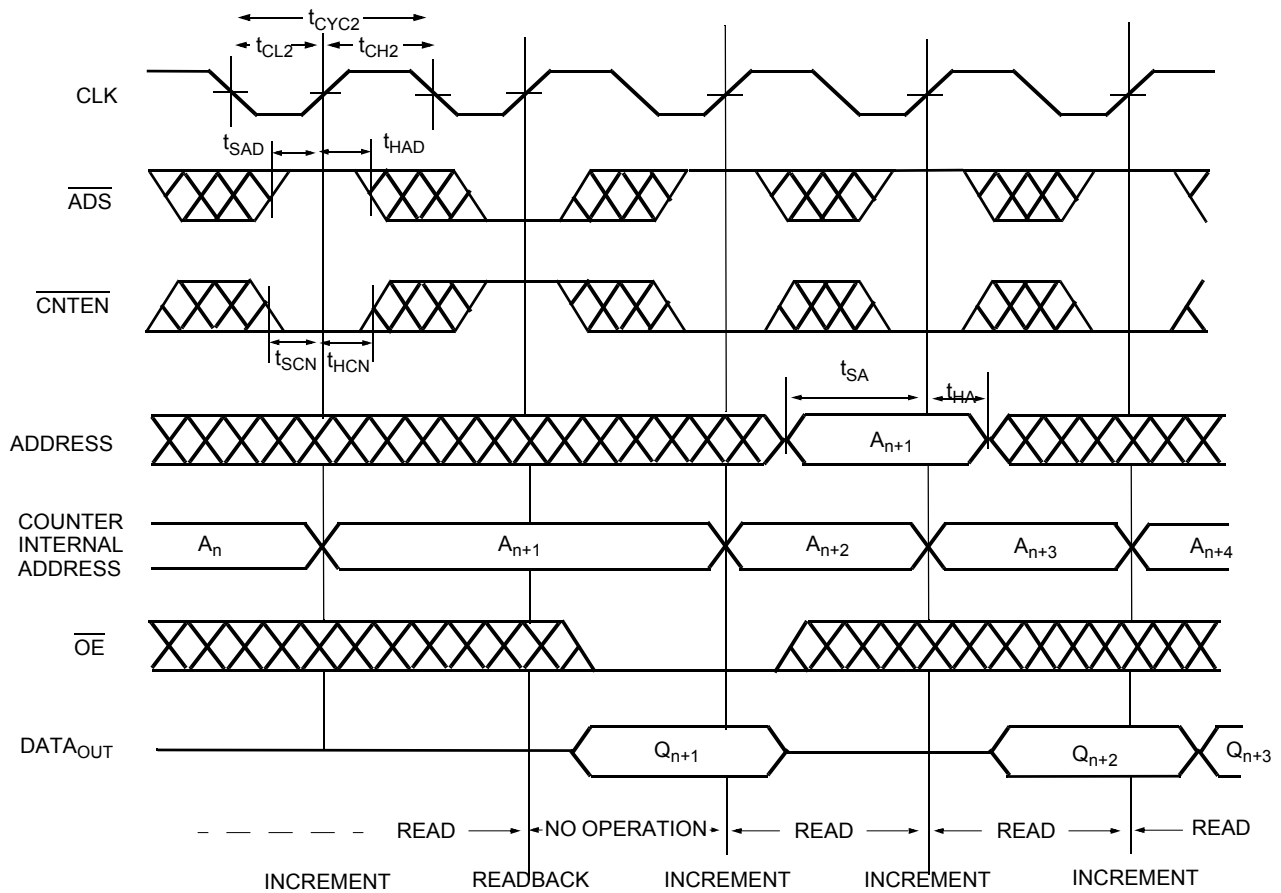 tCYC2
tCL2 tCH2
CLK
tSAD tHAD
ADS
CNTEN
tSCN tHCN
tSA tHA
ADDRESS An+1
COUNTER INTERNAL ADDRESS An An+1 An+2 An+3 An+4
OE
DATAOUT Qn+1 Qn+2 Qn+3
READ NO OPERATION READ READ READ
INCREMENT READBACK INCREMENT INCREMENT INCREMENT